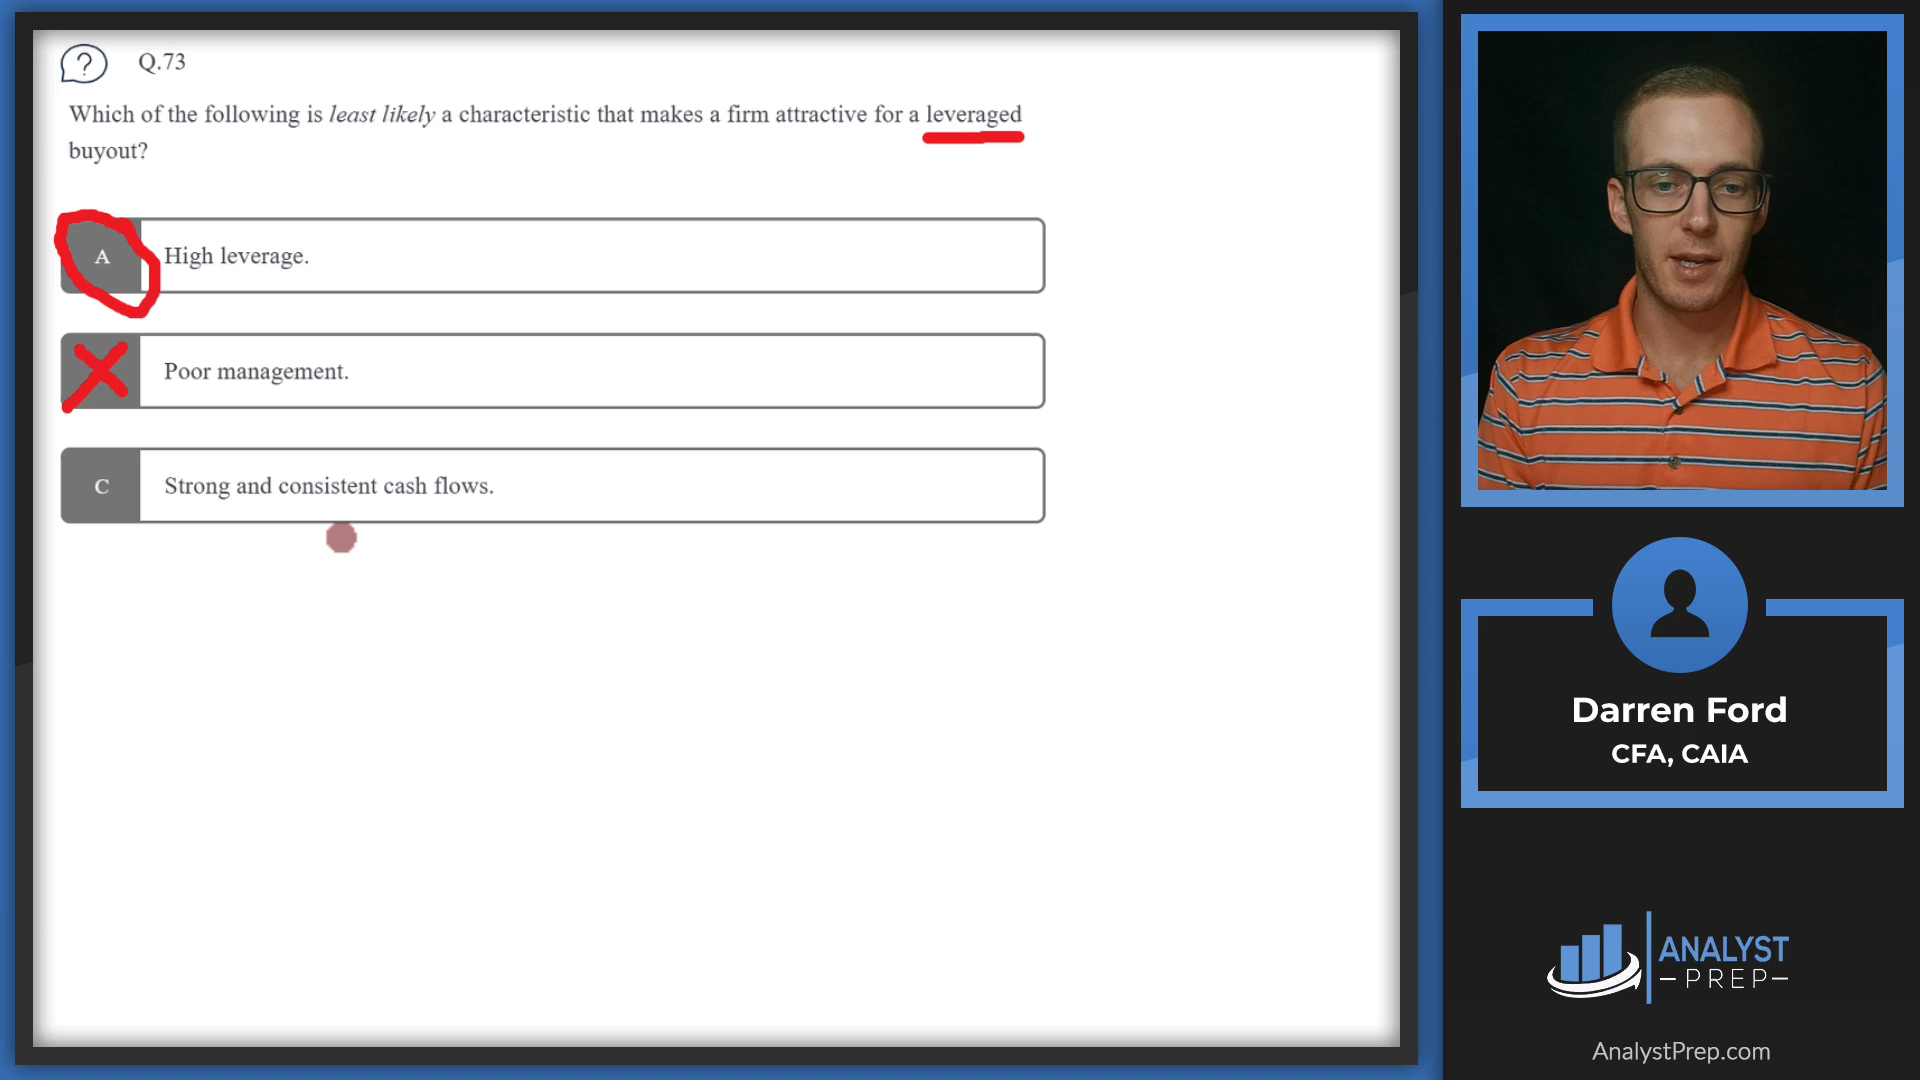 ?
Q.73
Which of the following is least likely a characteristic that makes a firm attractive for a leveraged
buyout?
A
High leverage.
Poor management.
C
Strong and consistent cash flows.
Darren Ford
CFA, CAIA
ANALYST
PREP
AnalystPrep.com